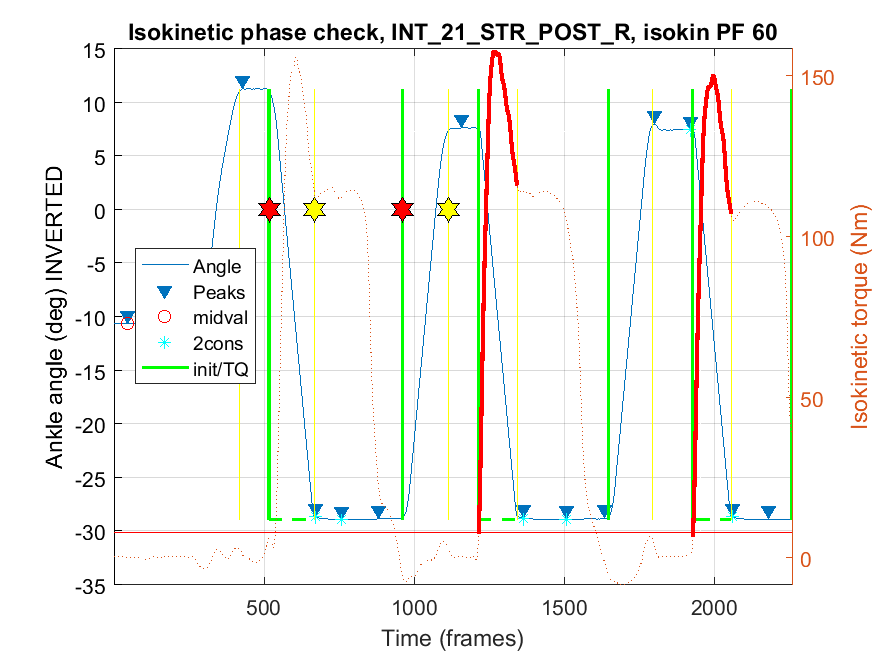 Isokinetic phase check, INT_21_STR_POST_R, isokin PF 60
15
10
5
0
-5
-10
-15
-20
-25
-30
-35
Ankle angle (deg) INVERTED
Angle
Peaks
midval
2cons
init/TQ
150
100
50
0
Isokinetic torque (Nm)
500
1000
1500
2000
Time (frames)